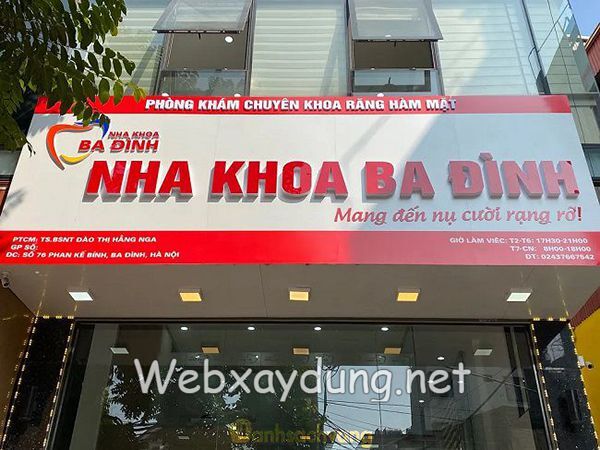 PHÒNG KHÁM CHUYÊN KHOA RĂNG HÀM MẶT
NHA KHOA
BA ĐÌNH
NHA KHOA BA ĐÌNH
Mang đến nụ cười rạng rỡ!
PTCM: TS.BSNT ĐÀO THỊ HẰNG NGA
GP SỐ:
ĐC: SỐ 76 PHAN KẾ BÍNH, BA ĐÌNH, HÀ NỘI
GIỜ LÀM VIỆC: T2-T6: 17H30-21H00
T7-CN: 8H00-18H00
ĐT: 02437667542
Webxaydung.net